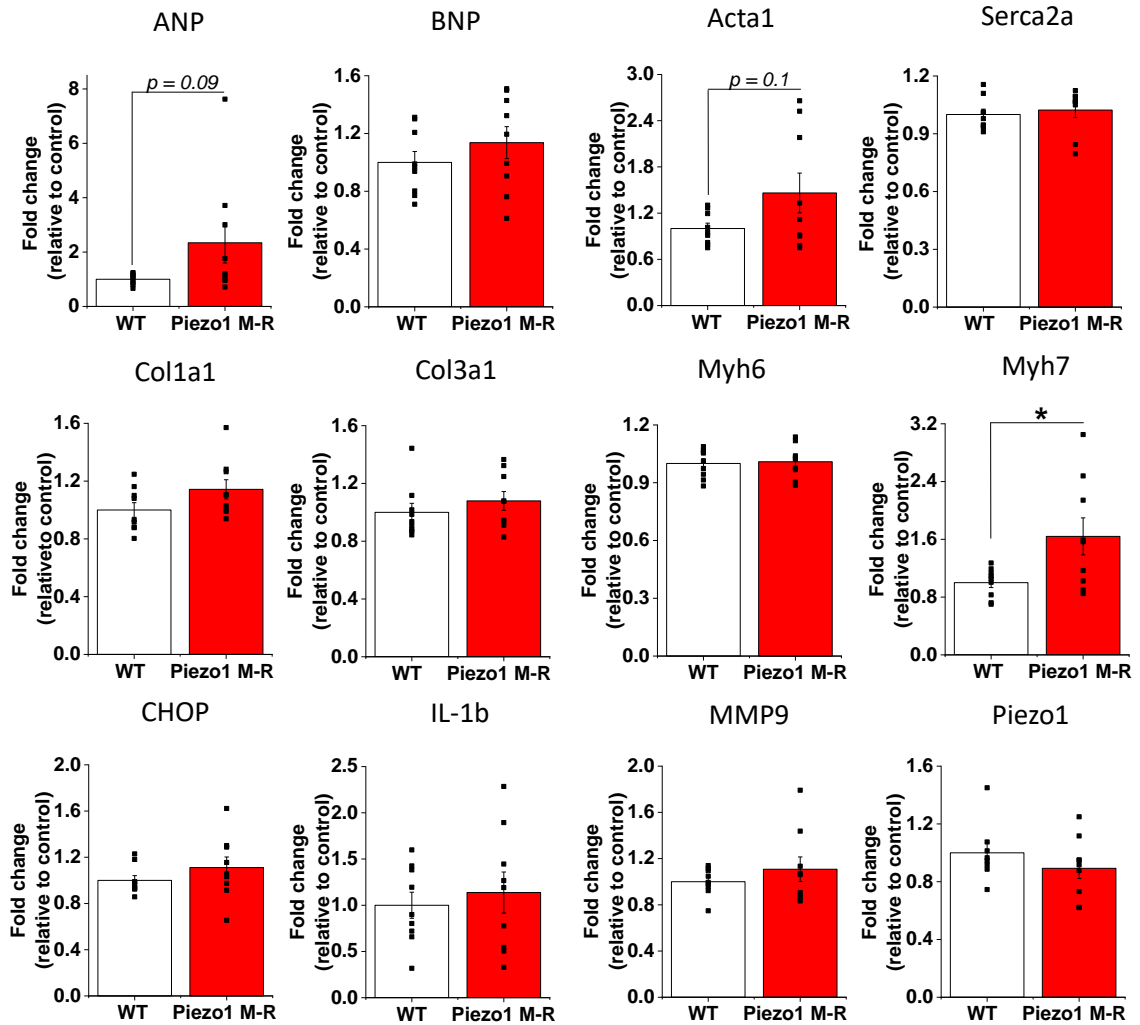 ANP
BNP
Acta1
Serca2a
Fold change
(relative to control)
8
6
4
2
0
p = 0.09
WT
Piezo1 M-R
Fold change
(relative to control)
1.6
1.2
0.8
0.4
0.0
WT
Piezo1 M-R
Fold change
(relative to control)
3.0
2.4
1.8
1.2
0.6
0.0
p = 0.1
WT
Piezo1 M-R
Fold change
(relative to control)
1.2
0.9
0.6
0.3
0.0
WT
Piezo1 M-R
Col1a1
Col3a1
Myh6
Myh7
Fold change
(relativeto control)
1.6
1.2
0.8
0.4
0.0
WT
Piezo1 M-R
Fold change
(relative to control)
1.6
1.2
0.8
0.4
0.0
WT
Piezo1 M-R
Fold change
(relative to control)
1.2
0.9
0.6
0.3
0.0
WT
Piezo1 M-R
Fold change
(relative to control)
3.2
2.4
1.6
0.8
0.0
*
WT
Piezo1 M-R
CHOP
IL-1b
MMP9
Piezo1
Fold change
(relative to control)
2.0
1.6
1.2
0.8
0.4
0.0
WT
Piezo1 M-R
Fold change
(relative to control)
2.5
2.0
1.5
1.0
0.5
0.0
WT
Piezo1 M-R
Fold change
(relative to control)
2.0
1.6
1.2
0.8
0.4
0.0
WT
Piezo1 M-R
Fold change
(relative to control)
1.6
1.2
0.8
0.4
0.0
WT
Piezo1 M-R